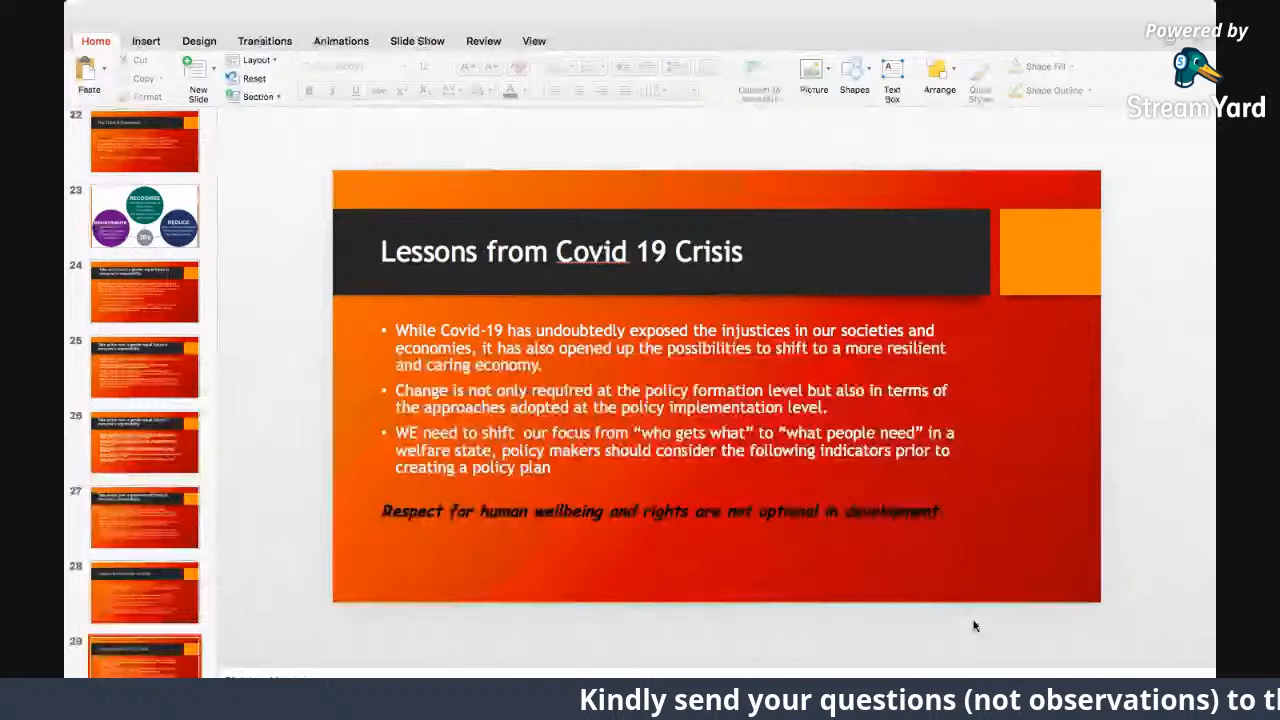 Powered by
StreamYard
Home Insert Design Transitions Animations Slide Show Review View
Cut
Copy
Format
Paste
New
Slide
Layout
Reset
Section
12
Picture
Shapes
Text
Box
Arrange
Quick
Styles
Shape Fill
Shape Outline
22
23
RECOGNISE
REDUCE
3Rs
24
25
26
27
28
29
Lessons from Covid 19 Crisis
• While Covid-19 has undoubtedly exposed the injustices in our societies and
economies, it has also opened up the possibilities to shift to a more resilient
and caring economy.
• Change is not only required at the policy formation level but also in terms of
the approaches adopted at the policy implementation level.
• WE need to shift our focus from “who gets what” to “what people need” in a
welfare state, policy makers should consider the following indicators prior to
creating a policy plan
Respect for human wellbeing and rights are not optional in development
Kindly send your questions (not observations) to t